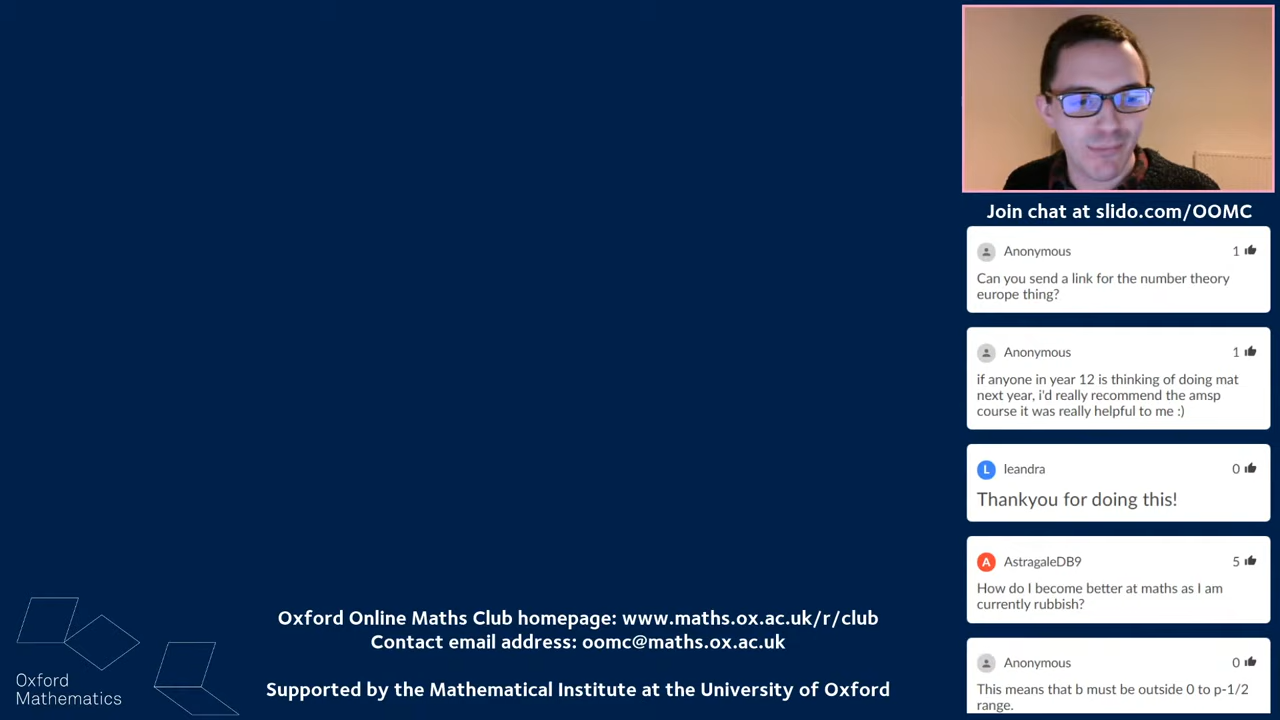 Join chat at slido.com/OOMC
Anonymous
1
Can you send a link for the number theory
europe thing?
Anonymous
1
if anyone in year 12 is thinking of doing mat
next year, i'd really recommend the amsp
course it was really helpful to me :)
L
leandra
0
Thankyou for doing this!
A
AstragaleDB9
5
How do I become better at maths as I am
currently rubbish?
Anonymous
0
This means that b must be outside 0 to p-1/2
range.
Oxford Online Maths Club homepage: www.maths.ox.ac.uk/r/club
Contact email address: oomc@maths.ox.ac.uk
Supported by the Mathematical Institute at the University of Oxford
Oxford
Mathematics